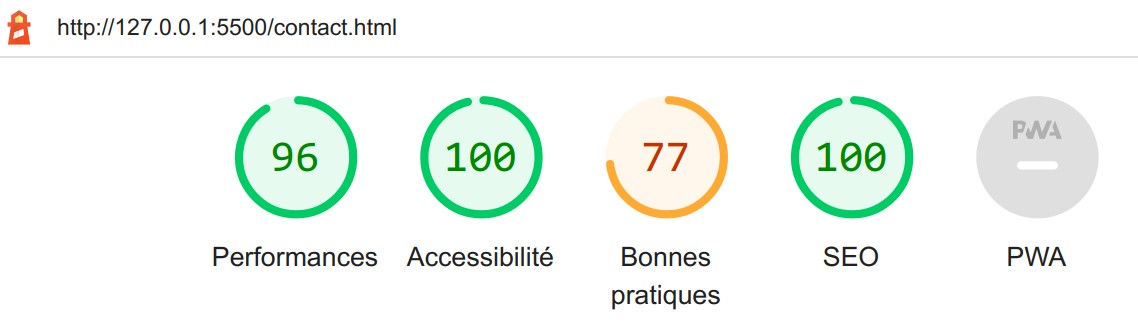 http://127.0.0.1:5500/contact.html
96 100 77 100 PWA
Performances Accessibilité Bonnes pratiques SEO PWA